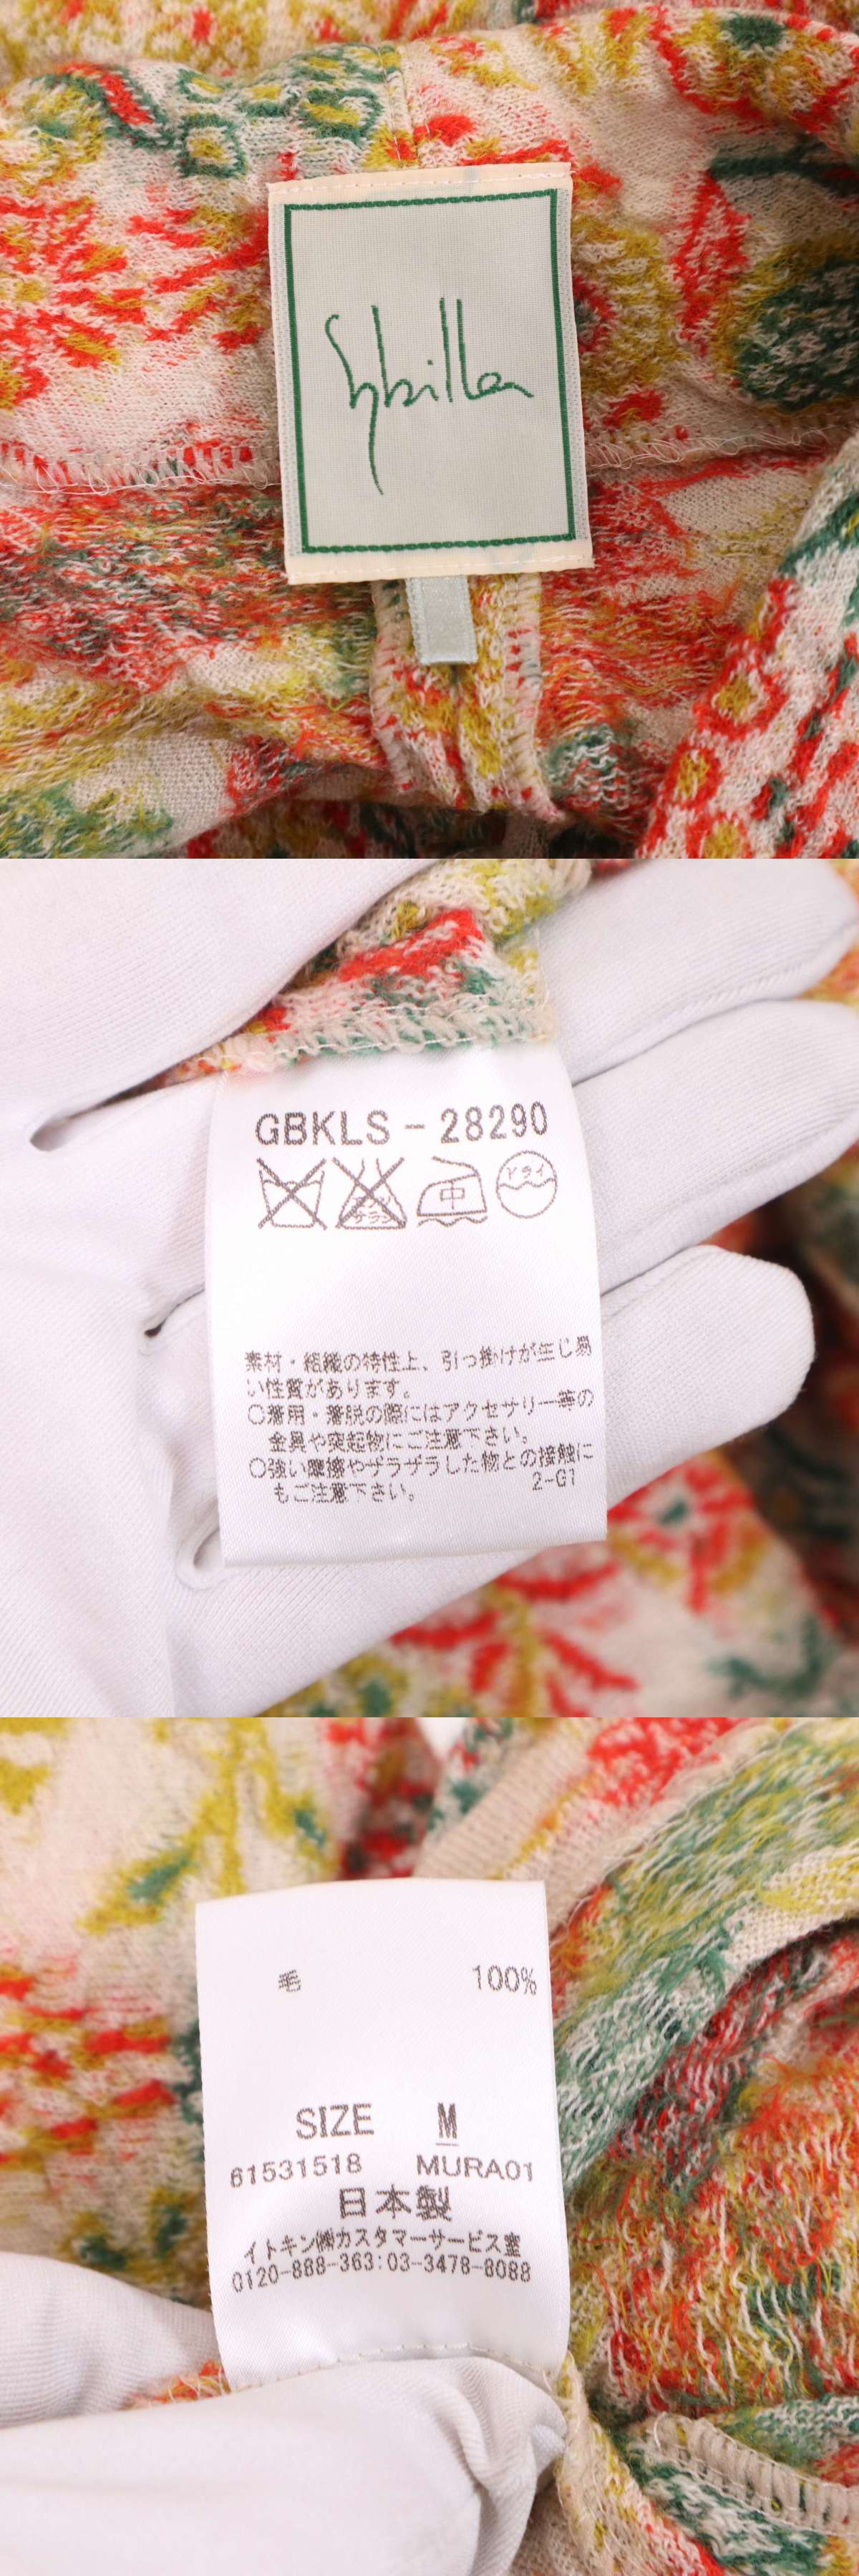 Sybilla
GBKLS-28290
エンソ
サラシ
中
ドライ
素材・組織の特性上、引っ掛けが生じ易
い性質があります。
○着用・着脱の際にはアクセサリー等の
金具や突起物にご注意下さい。
○強い摩擦やザラザラした物との接触に
もご注意下さい。 2-G1
毛 100%
SIZE M
61531518 MURA01
日本製
イトキン㈱カスタマーサービス室
0120-888-363:03-3478-8088